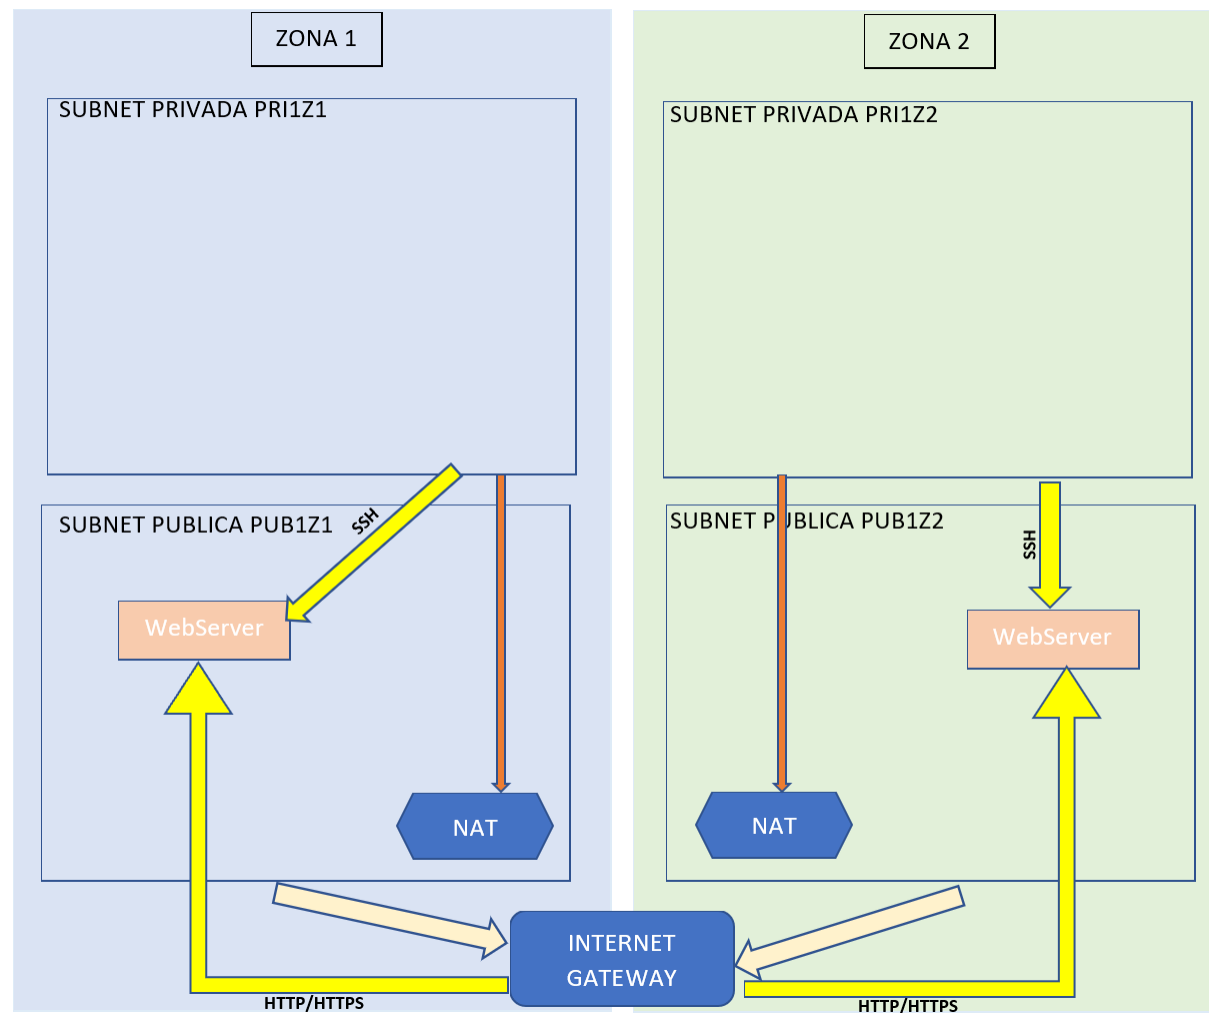 ZONA 1
ZONA 2
SUBNET PRIVADA PRI1Z1
SUBNET PRIVADA PRI1Z2
SUBNET PUBLICA PUB1Z1
SSH
SUBNET PUBLICA PUB1Z2
SSH
WebServer
WebServer
NAT
NAT
INTERNET
GATEWAY
HTTP/HTTPS
HTTP/HTTPS